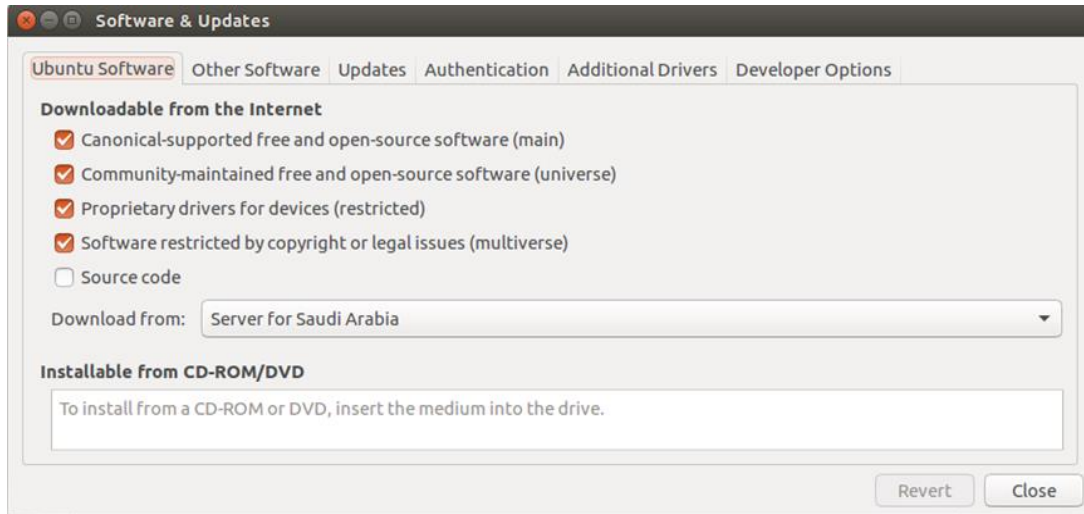 Software & Updates
Ubuntu Software Other Software Updates Authentication Additional Drivers Developer Options
Downloadable from the Internet
Canonical-supported free and open-source software (main)
Community-maintained free and open-source software (universe)
Proprietary drivers for devices (restricted)
Software restricted by copyright or legal issues (multiverse)
Source code
Download from: Server for Saudi Arabia
Installable from CD-ROM/DVD
To install from a CD-ROM or DVD, insert the medium into the drive.
Revert Close